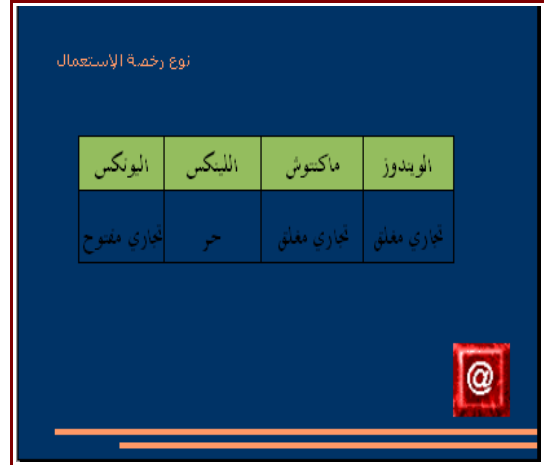 نوع رخصة الإستعمال
الويندوز ماكنتوش اللينكس اليونكس
تجاري مغلق تجاري مغلق حر تجاري مفتوح
@